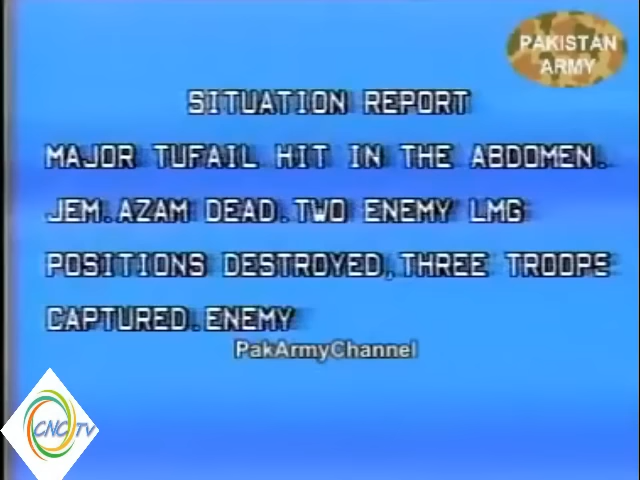 PAKISTAN
ARMY
SITUATION REPORT
MAJOR TUFAIL HIT IN THE ABDOMEN.
JEM.AZAM DEAD.TWO ENEMY LMG
POSITIONS DESTROYED,THREE TROOPS
CAPTURED.ENEMY
PakArmyChannel
CNC TV